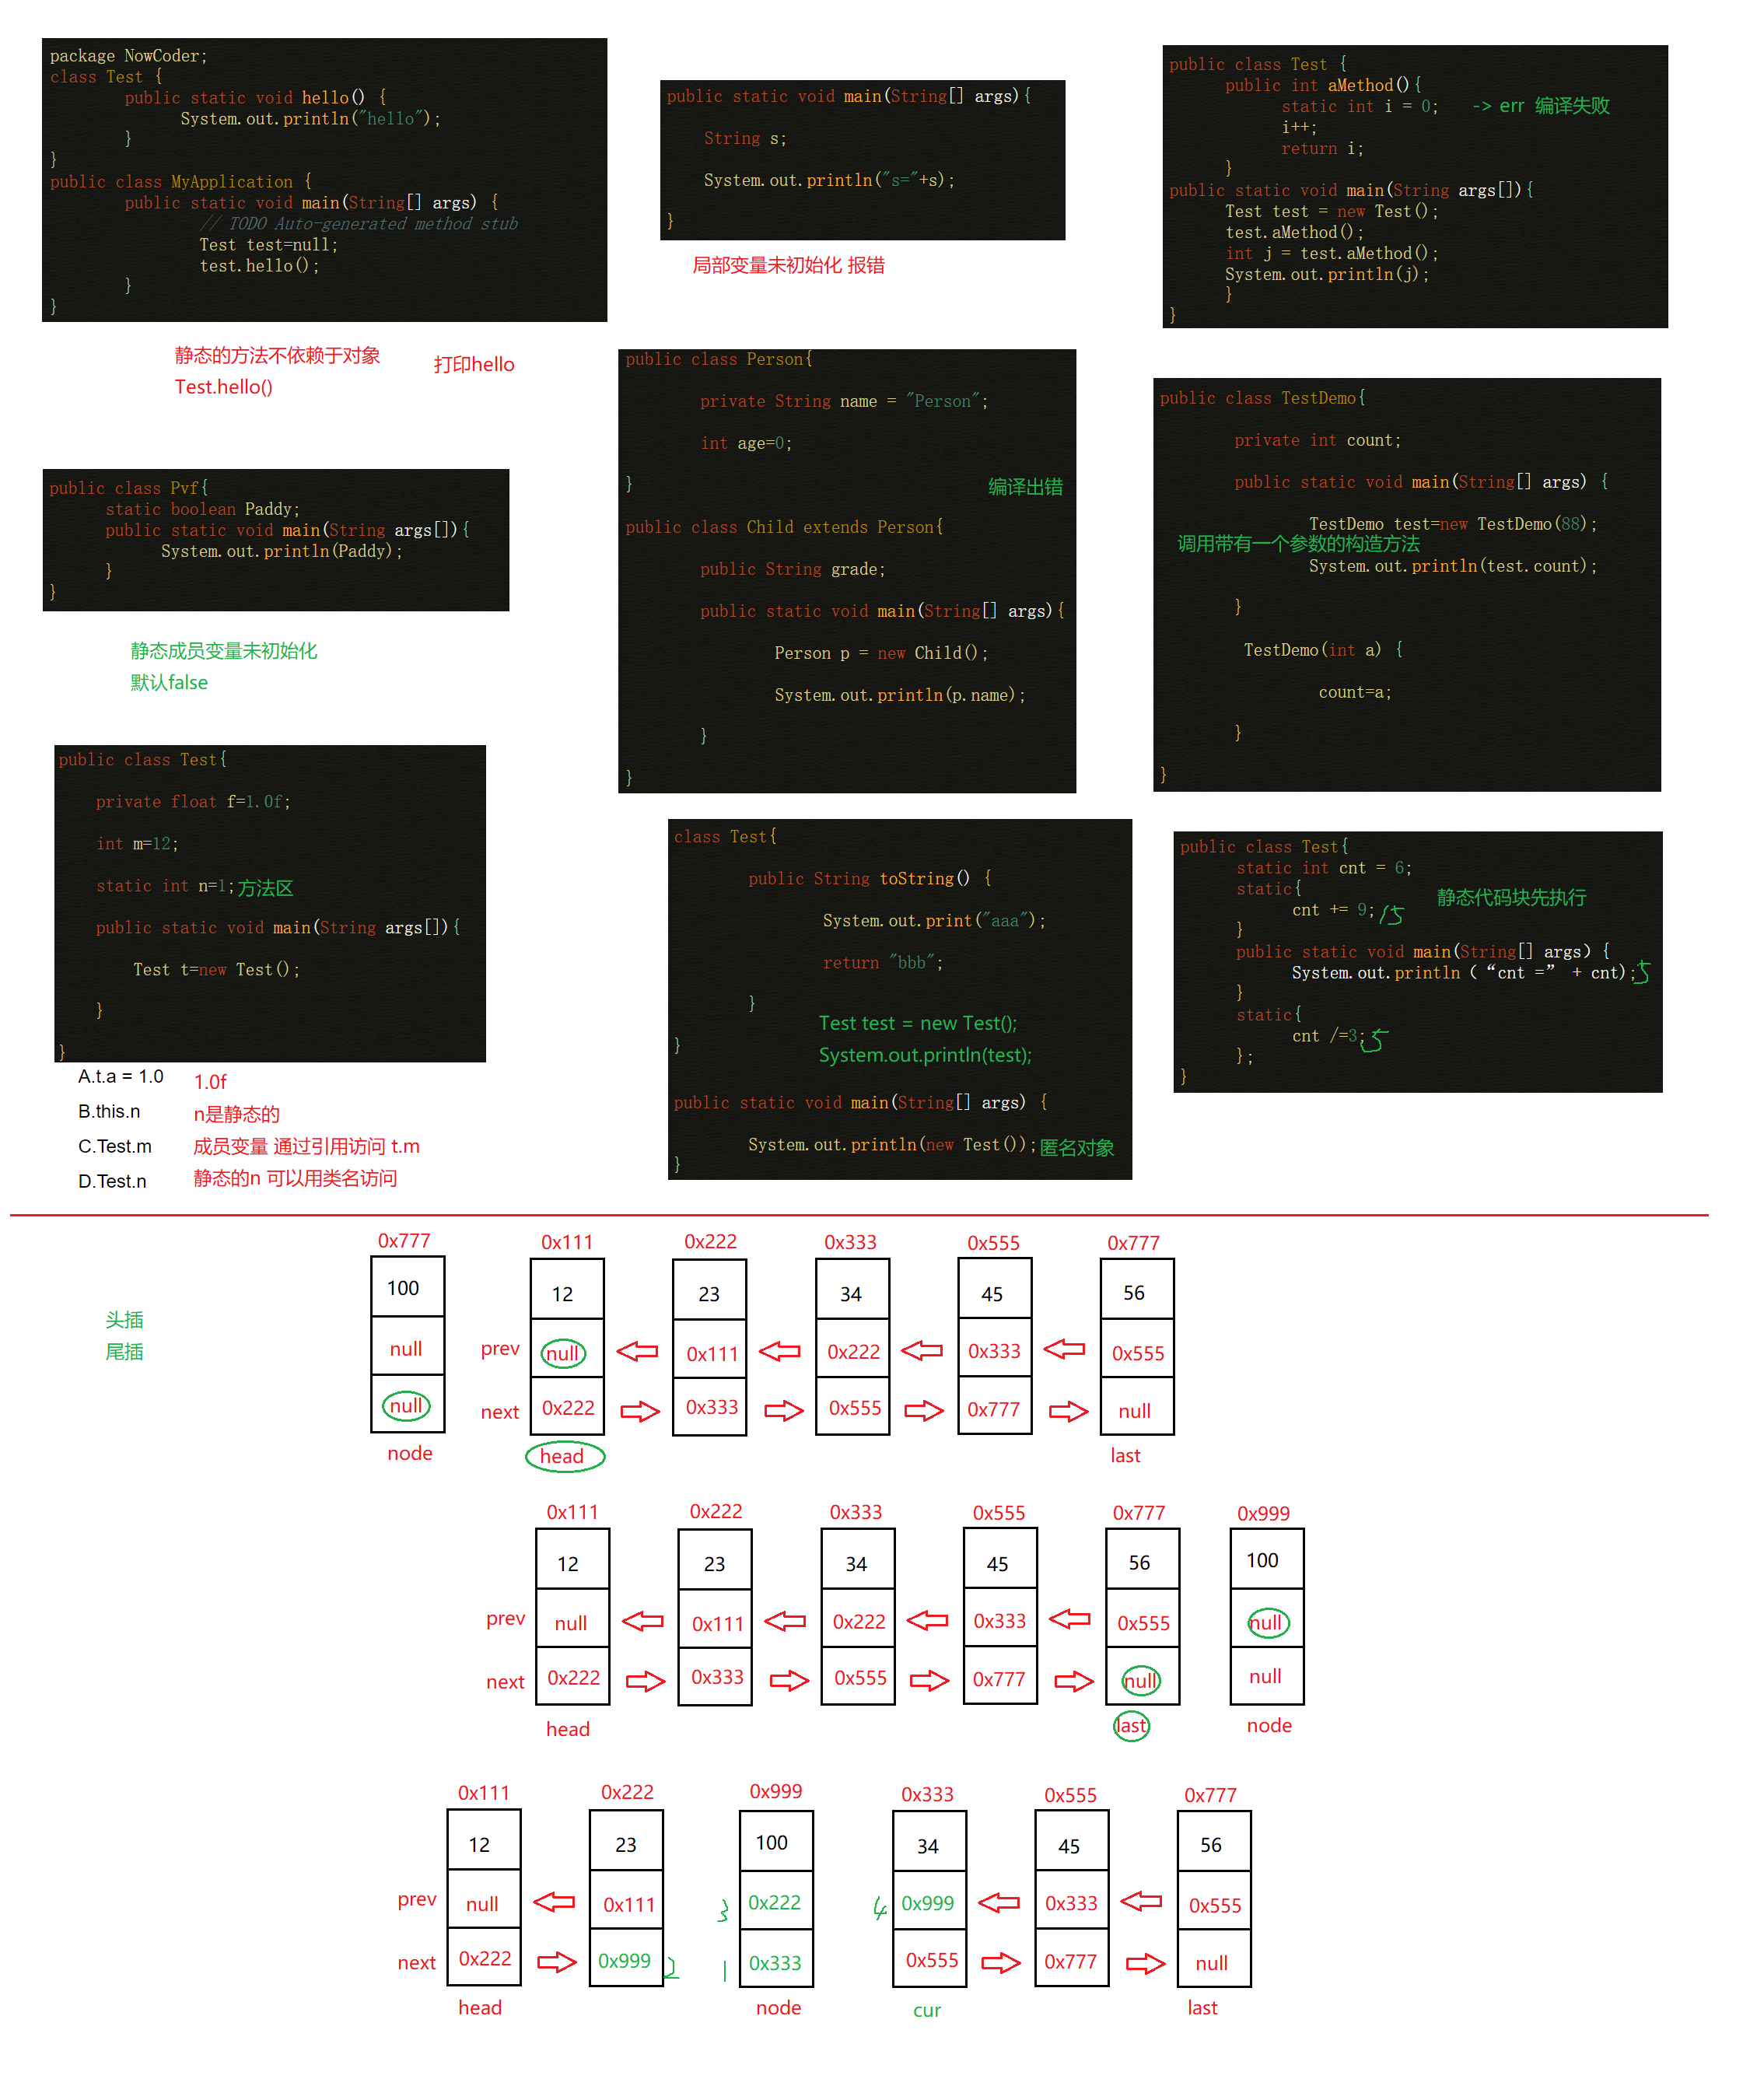 package NowCoder;
class Test {
public static void hello() {
System.out.println("hello");
}
}
public class MyApplication {
public static void main(String[] args) {
// TODO Auto-generated method stub
Test test=null;
test.hello();
}
}
静态的方法不依赖于对象
Test.hello()
打印hello
public static void main(String[] args){
String s;
System.out.println("s="+s);
}
局部变量未初始化 报错
public class Test {
public int aMethod(){
static int i = 0; -> err 编译失败
i++;
return i;
}
public static void main(String args[]){
Test test = new Test();
test.aMethod();
int j = test.aMethod();
System.out.println(j);
}
}
public class Pvf{
static boolean Paddy;
public static void main(String args[]){
System.out.println(Paddy);
}
}
静态成员变量未初始化
默认false
public class Person{
private String name = "Person";
int age=0;
}
编译出错
public class Child extends Person{
public String grade;
public static void main(String[] args){
Person p = new Child();
System.out.println(p.name);
}
}
public class TestDemo{
private int count;
public static void main(String[] args) {
TestDemo test=new TestDemo(88);
调用带有一个参数的构造方法
System.out.println(test.count);
}
TestDemo(int a) {
count=a;
}
}
public class Test{
private float f=1.0f;
int m=12;
static int n=1; 方法区
public static void main(String args[]){
Test t=new Test();
}
}
A.t.a = 1.0 1.0f
B.this.n n是静态的
C.Test.m 成员变量 通过引用访问 t.m
D.Test.n 静态的n 可以用类名访问
class Test{
public String toString() {
System.out.print("aaa");
return "bbb";
}
Test test = new Test();
}
System.out.println(test);
public static void main(String[] args) {
System.out.println(new Test()); 匿名对象
}
public class Test{
static int cnt = 6;
static{ 静态代码块先执行
cnt += 9; 15
}
public static void main(String[] args) {
System.out.println（“cnt =” + cnt); 5
}
static{
cnt /=3; 5
};
}
头插
尾插
0x777 0x111 0x222 0x333 0x555 0x777
100 12 23 34 45 56
null prev null 0x111 0x222 0x333 0x555
null next 0x222 0x333 0x555 0x777 null
node head last
0x111 0x222 0x333 0x555 0x777 0x999
12 23 34 45 56 100
prev null 0x111 0x222 0x333 0x555 null
next 0x222 0x333 0x555 0x777 null null
head last node
0x111 0x222 0x999 0x333 0x555 0x777
12 23 100 34 45 56
prev null 0x111 3 0x222 4 0x999 0x333 0x555
next 0x222 0x999 2 1 0x333 0x555 0x777 null
head node cur last